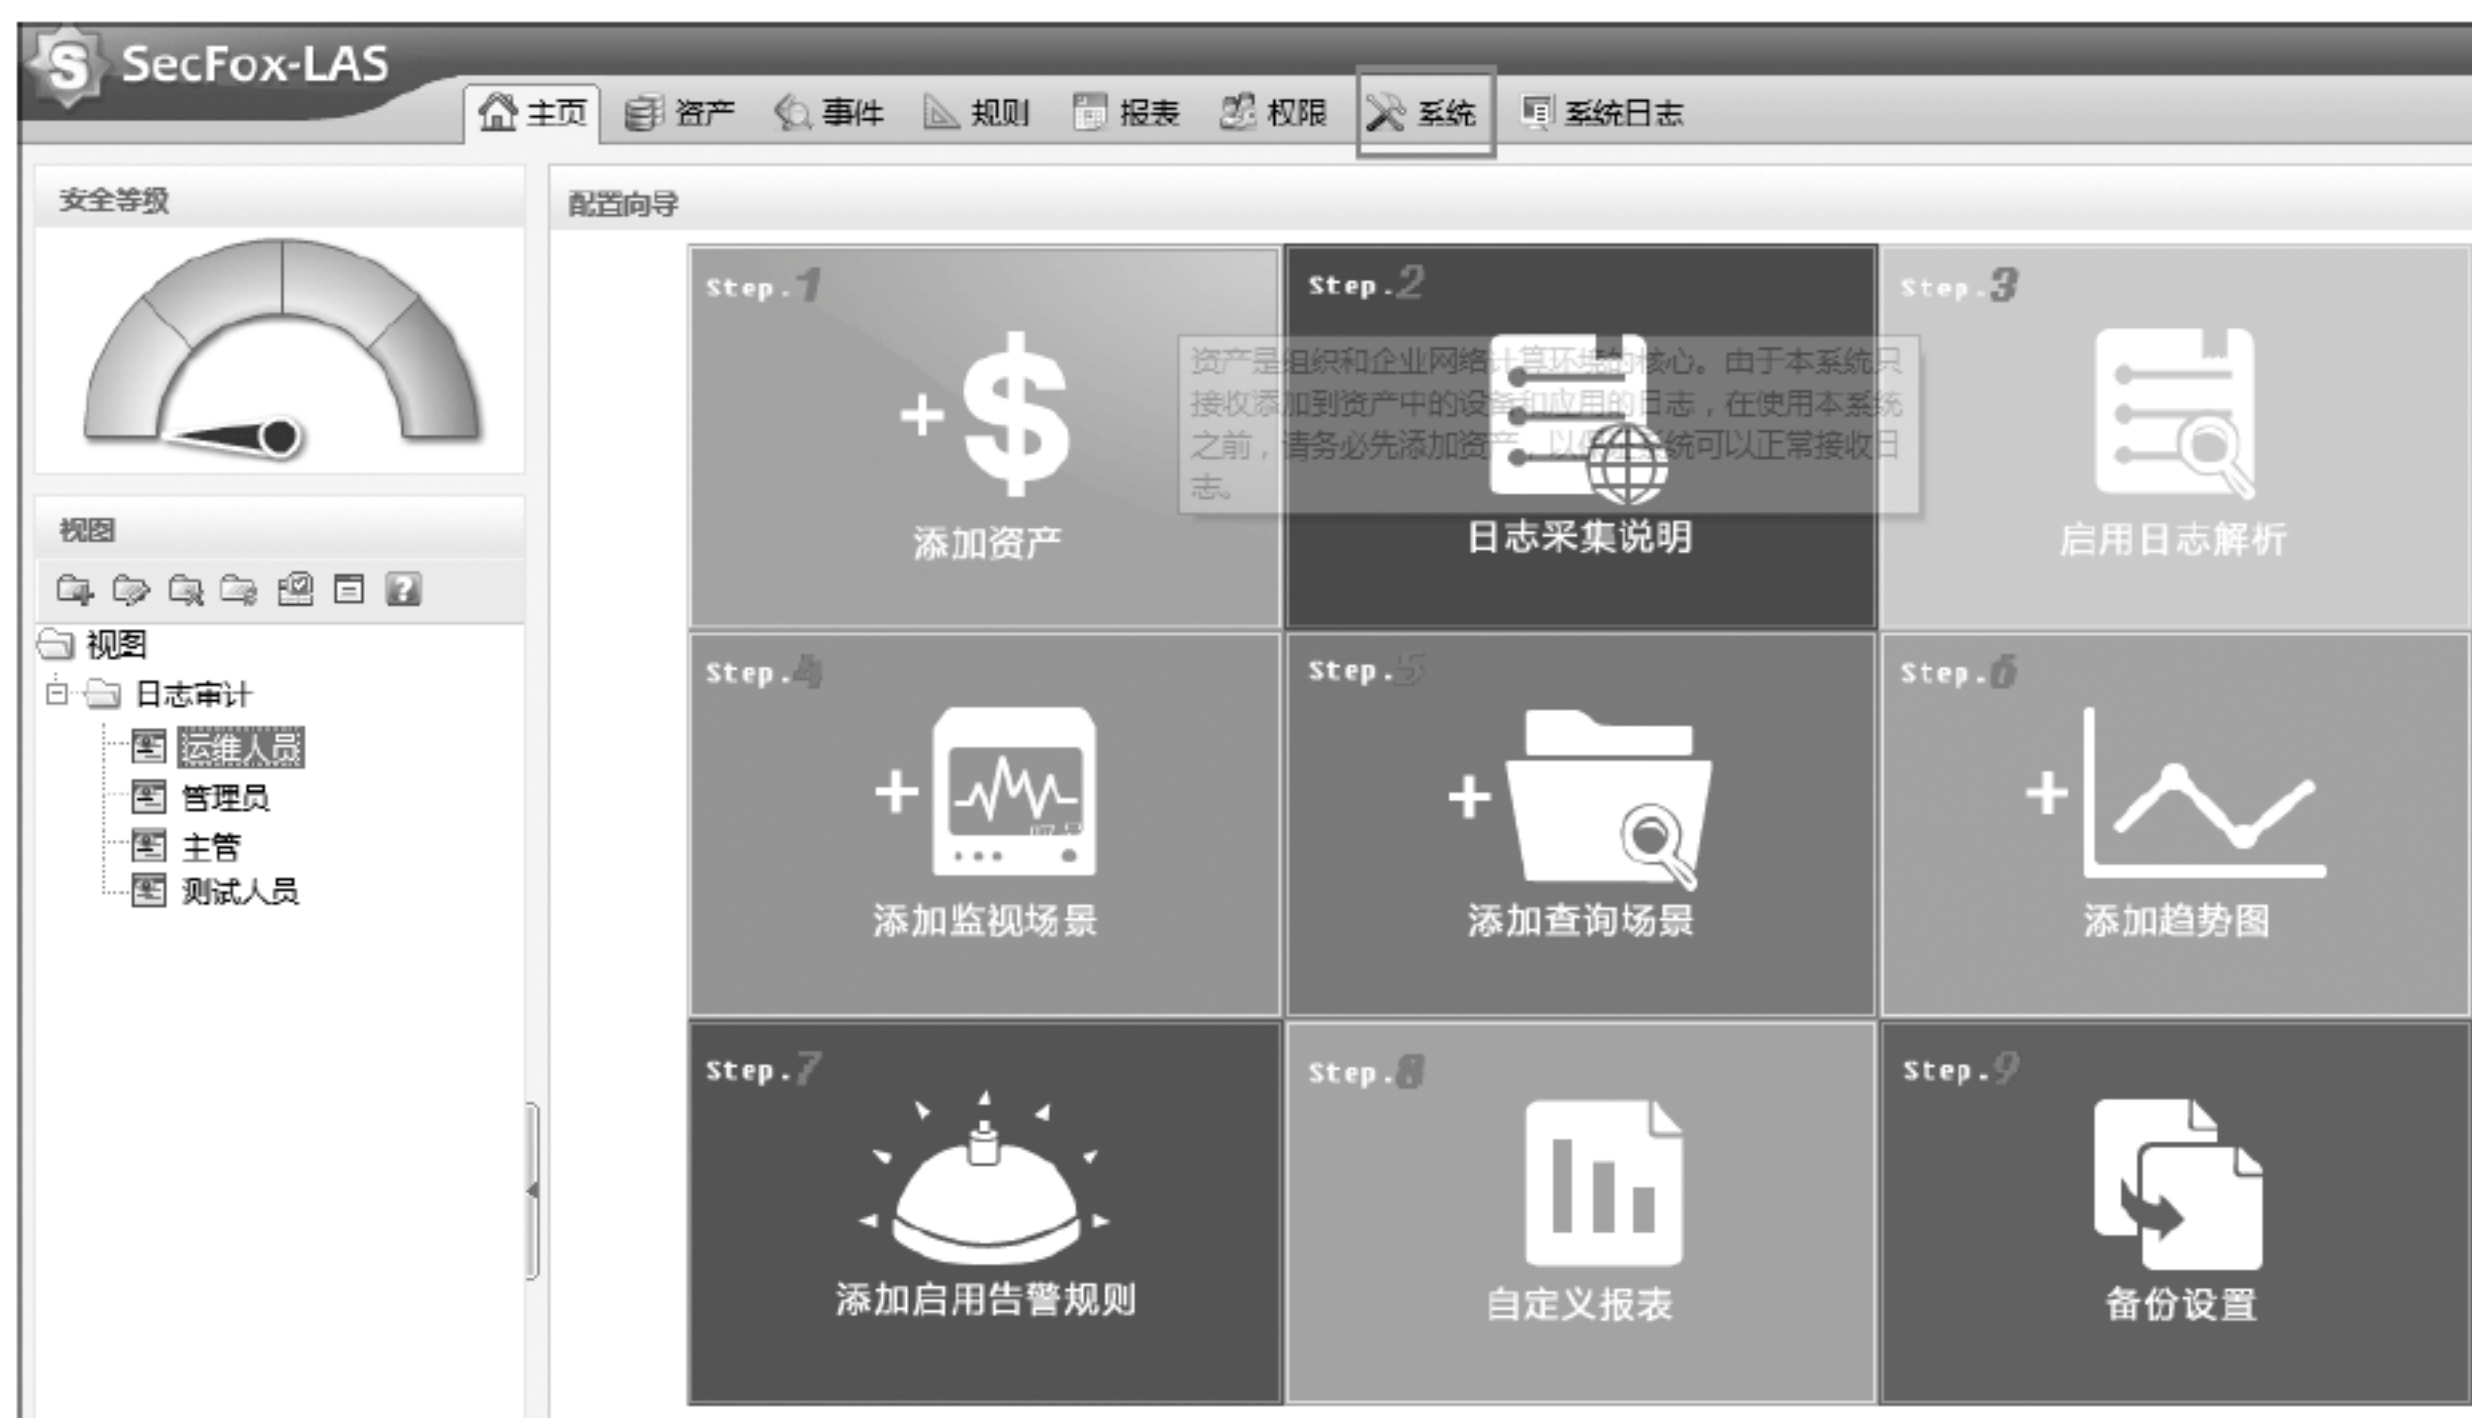 SecFox-LAS
主页 资产 事件 规则 报表 权限 系统 系统日志
安全等级
视图
视图
日志审计
运维人员
管理员
主管
测试人员
配置向导
Step.1
添加资产
Step.2
日志采集说明
Step.3
启用日志解析
资产是组织和企业网络计算环境的核心。由于本系统只
接收添加到资产中的设备和应用的日志，在使用本系统
之前，请务必先添加资产，以保证系统可以正常接收日
志。
Step.4
添加监视场景
Step.5
添加查询场景
Step.6
添加趋势图
Step.7
添加启用告警规则
Step.8
自定义报表
Step.9
备份设置